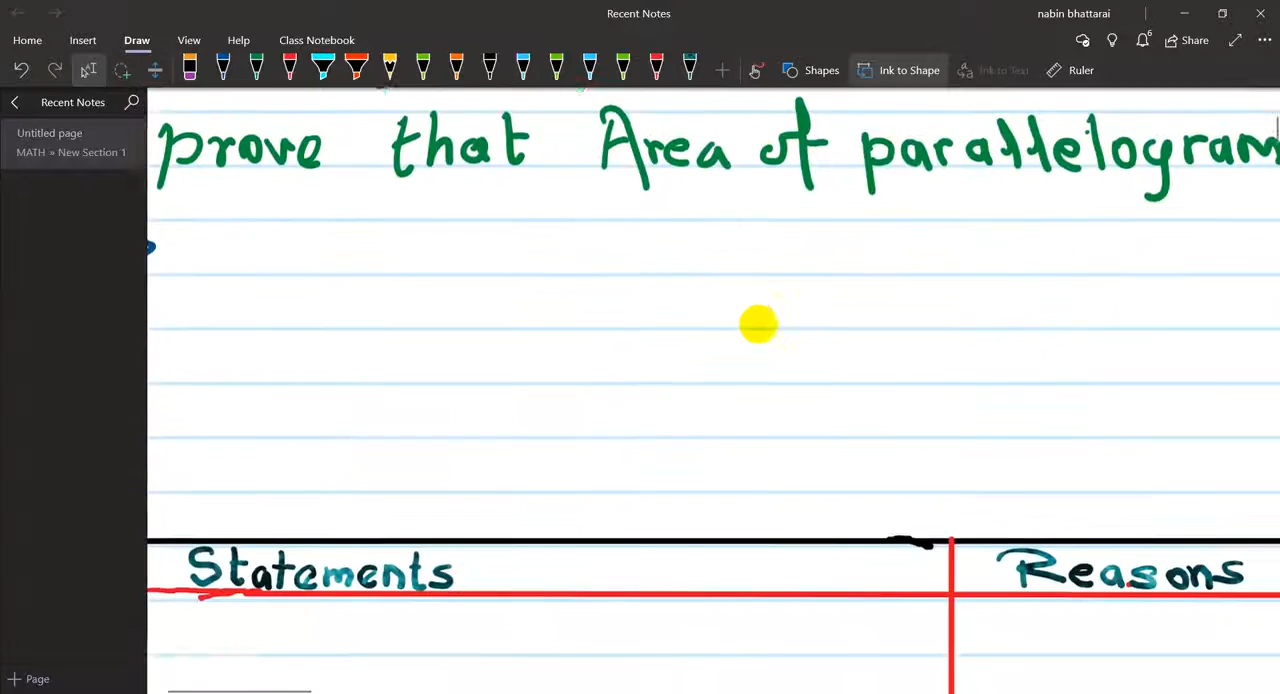 Recent Notes
nabin bhattarai
Home Insert Draw View Help Class Notebook
6
Share
Shapes
Ink to Shape
Ink to Text
Ruler
Recent Notes
Untitled page
MATH » New Section 1
prove that Area of parallelogram
Statements
Reasons
Page